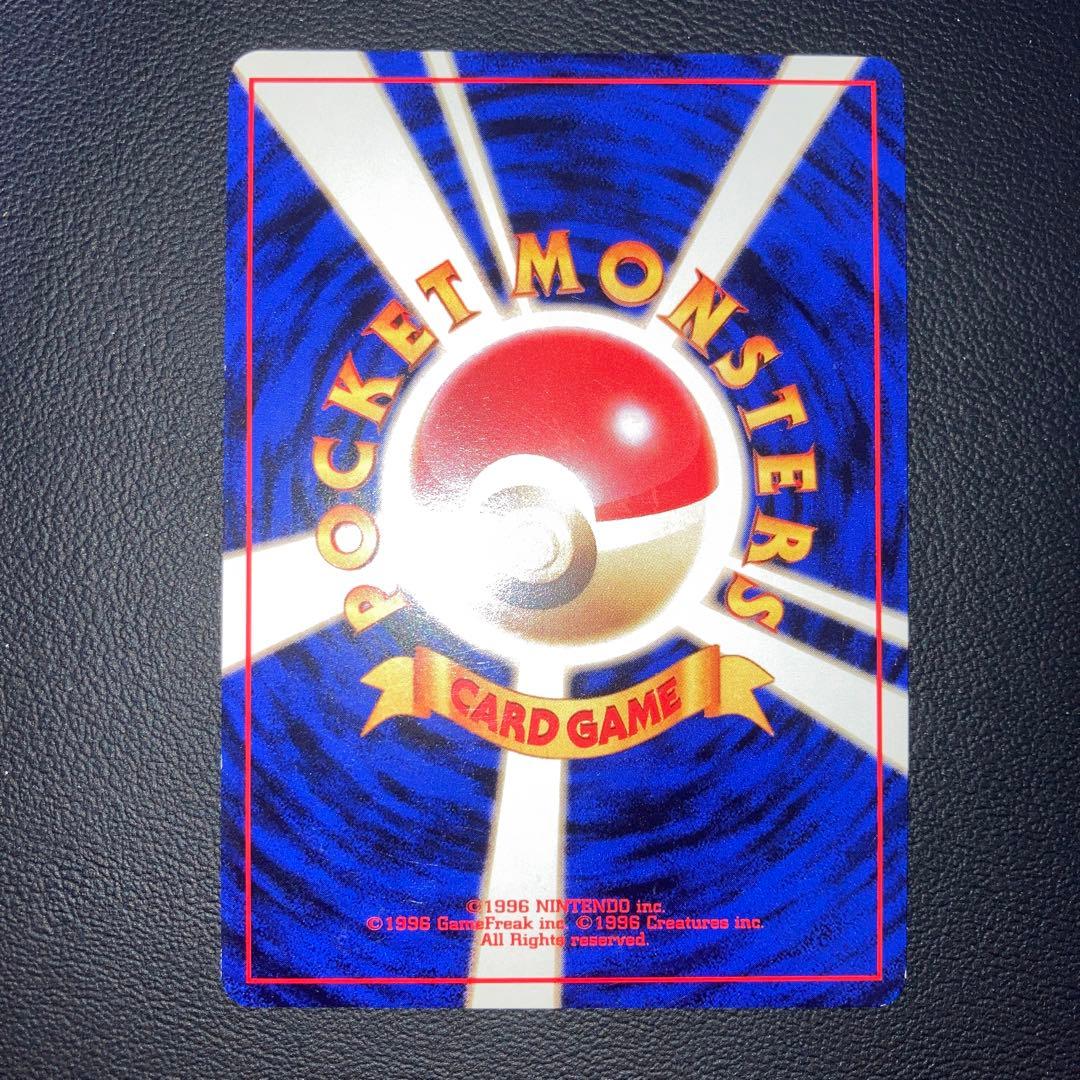 POCKET MONSTERS
CARD GAME
©1996 NINTENDO inc.
©1996 GameFreak inc. ©1996 Creatures inc.
All Rights reserved.